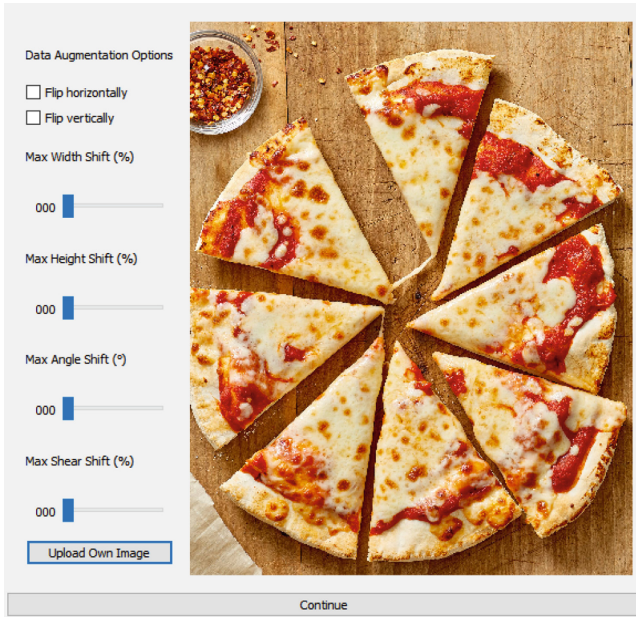 Data Augmentation Options
Flip horizontally
Flip vertically
Max Width Shift (%)
000
Max Height Shift (%)
000
Max Angle Shift (º)
000
Max Shear Shift (%)
000
Upload Own Image
Continue